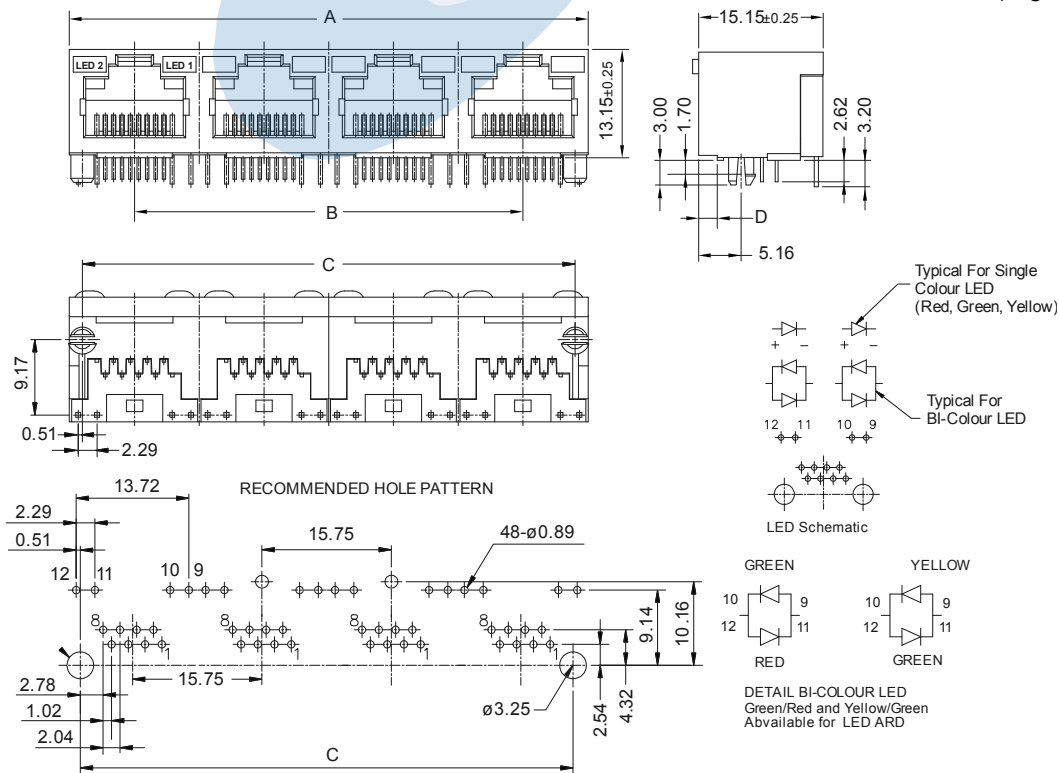 A
15.15±0.25
LED 2
LED 1
13.15±0.25
3.00
1.70
2.62
3.20
B
D
5.16
C
Typical For Single
Colour LED
(Red, Green, Yellow)
+ −
+ −
9.17
Typical For
BI-Colour LED
12 11
10 9
0.51
2.29
13.72
RECOMMENDED HOLE PATTERN
2.29
15.75
48-ø0.89
LED Schematic
0.51
12 11
10 9
GREEN
YELLOW
10 9
12 11
10 9
12 11
RED
GREEN
8
8
8
8
1
1
1
1
9.14
10.16
15.75
2.78
ø3.25
2.54
4.32
1.02
2.04
C
DETAIL BI-COLOUR LED
Green/Red and Yellow/Green
Abvailable for LED ARD